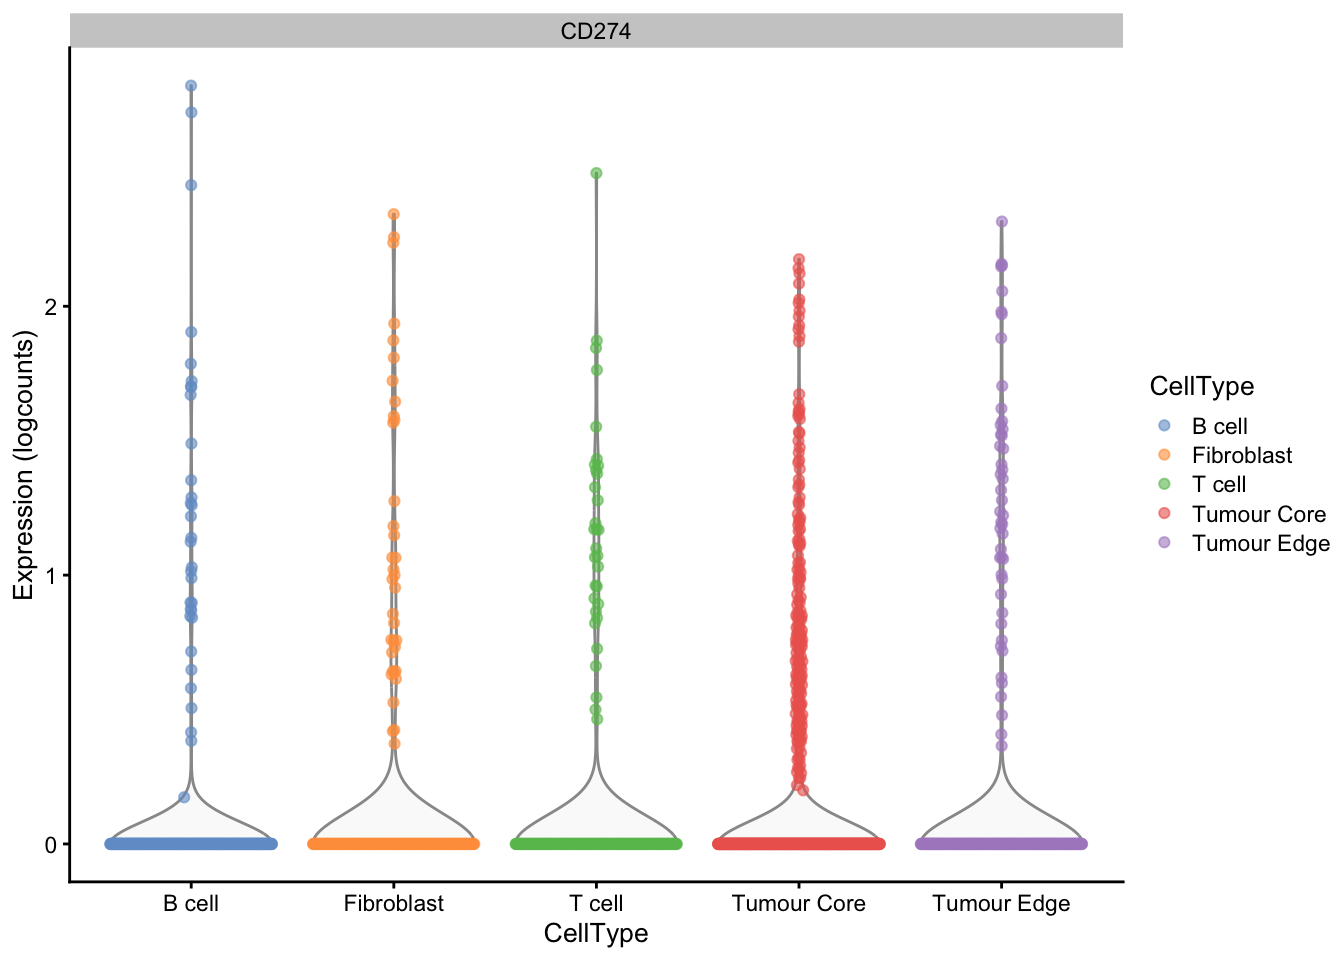 CD274
Expression (logcounts)
2
1
0
B cell
Fibroblast
T cell
Tumour Core
Tumour Edge
CellType
CellType
B cell
Fibroblast
T cell
Tumour Core
Tumour Edge